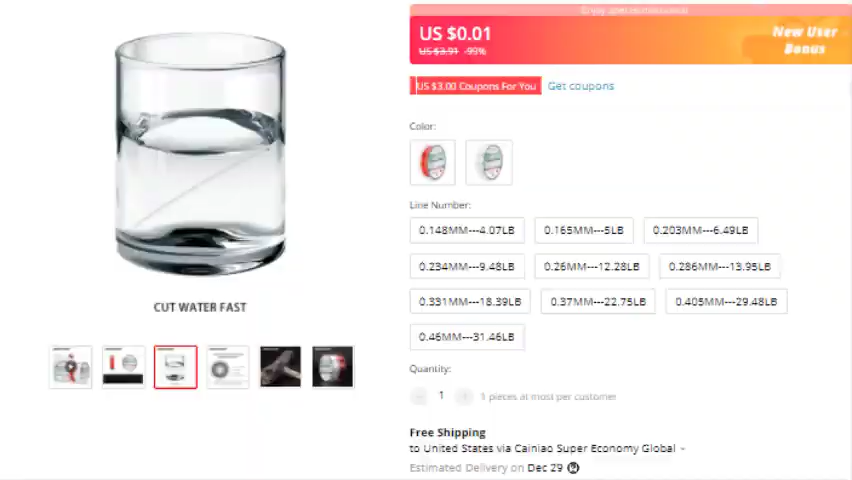 US $0.01
US $3.91 -99%
New User
Bonus
US $3.00 Coupons For You
Get coupons
Color:
Line Number:
0.148MM---4.07LB
0.165MM---5LB
0.203MM---6.49LB
0.234MM---9.48LB
0.26MM---12.28LB
0.286MM---13.95LB
0.331MM---18.39LB
0.37MM---22.75LB
0.405MM---29.48LB
0.46MM---31.46LB
CUT WATER FAST
Quantity:
1
1 pieces at most per customer
Free Shipping
to United States via Cainiao Super Economy Global
Estimated Delivery on Dec 29